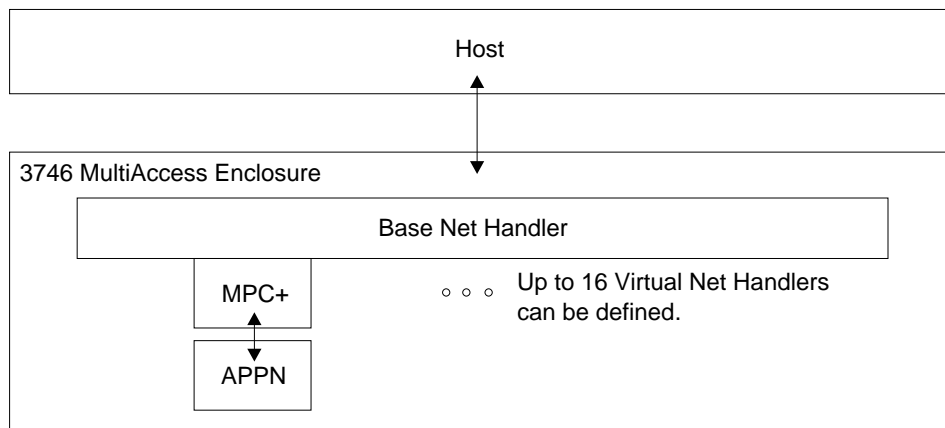 Host
3746 MultiAccess Enclosure
Base Net Handler
MPC+
Up to 16 Virtual Net Handlers
can be defined.
APPN